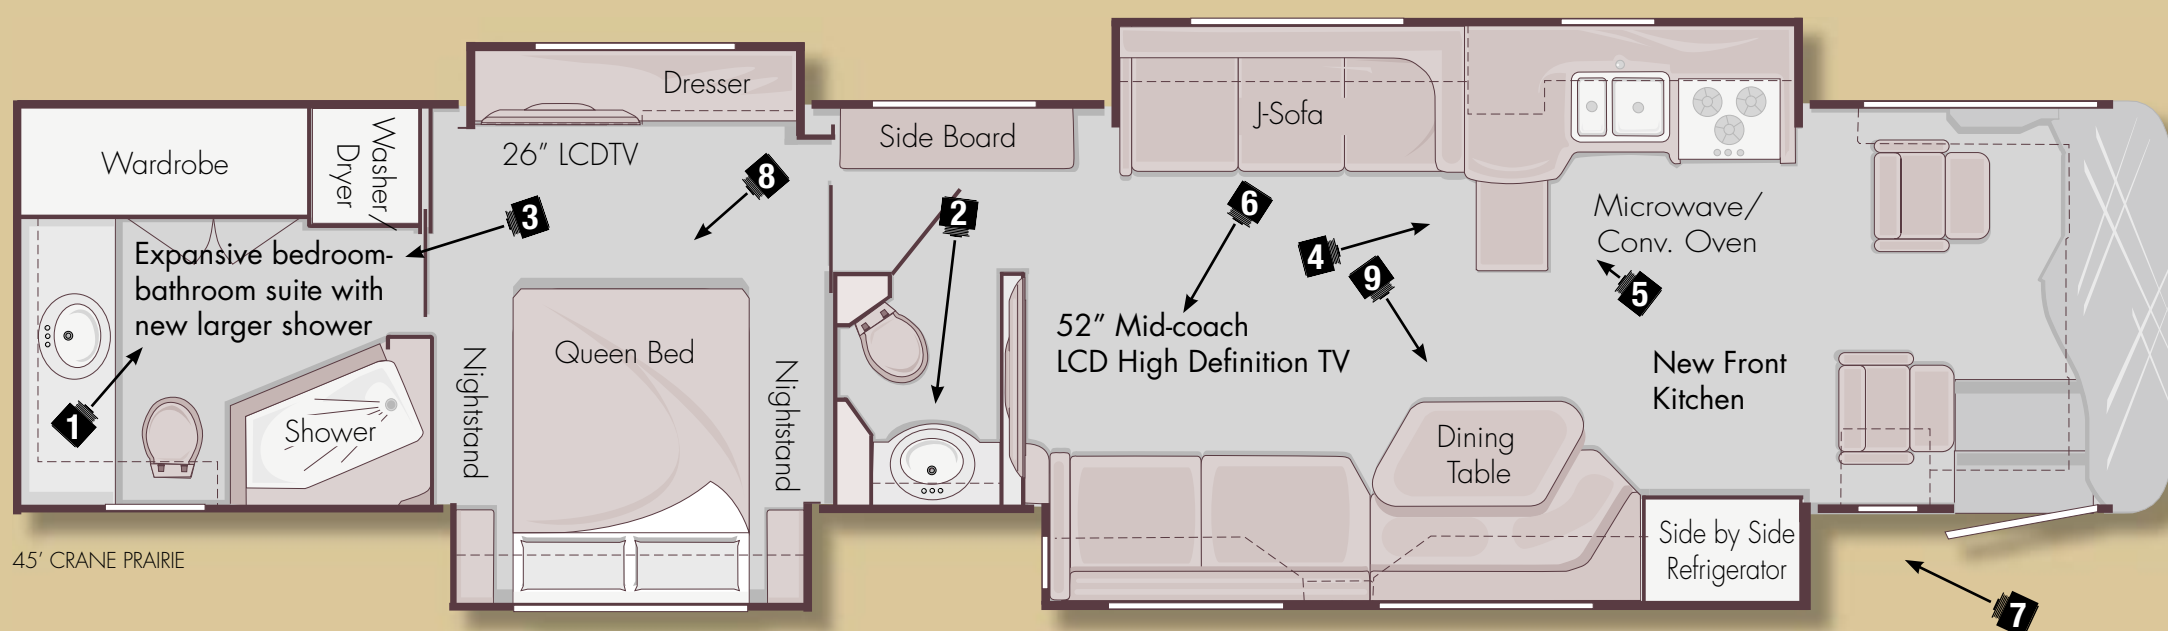 Dresser
26” LCDTV
Side Board
J-Sofa
Wardrobe
Washer/
Dryer
8
3
2
6
4
9
5
Microwave/
Conv. Oven
Expansive bedroom-
bathroom suite with
new larger shower
52” Mid-coach
LCD High Definition TV
Queen Bed
Nightstand
Nightstand
New Front
Kitchen
1
Shower
Dining
Table
Side by Side
Refrigerator
45’ CRANE PRAIRIE
7